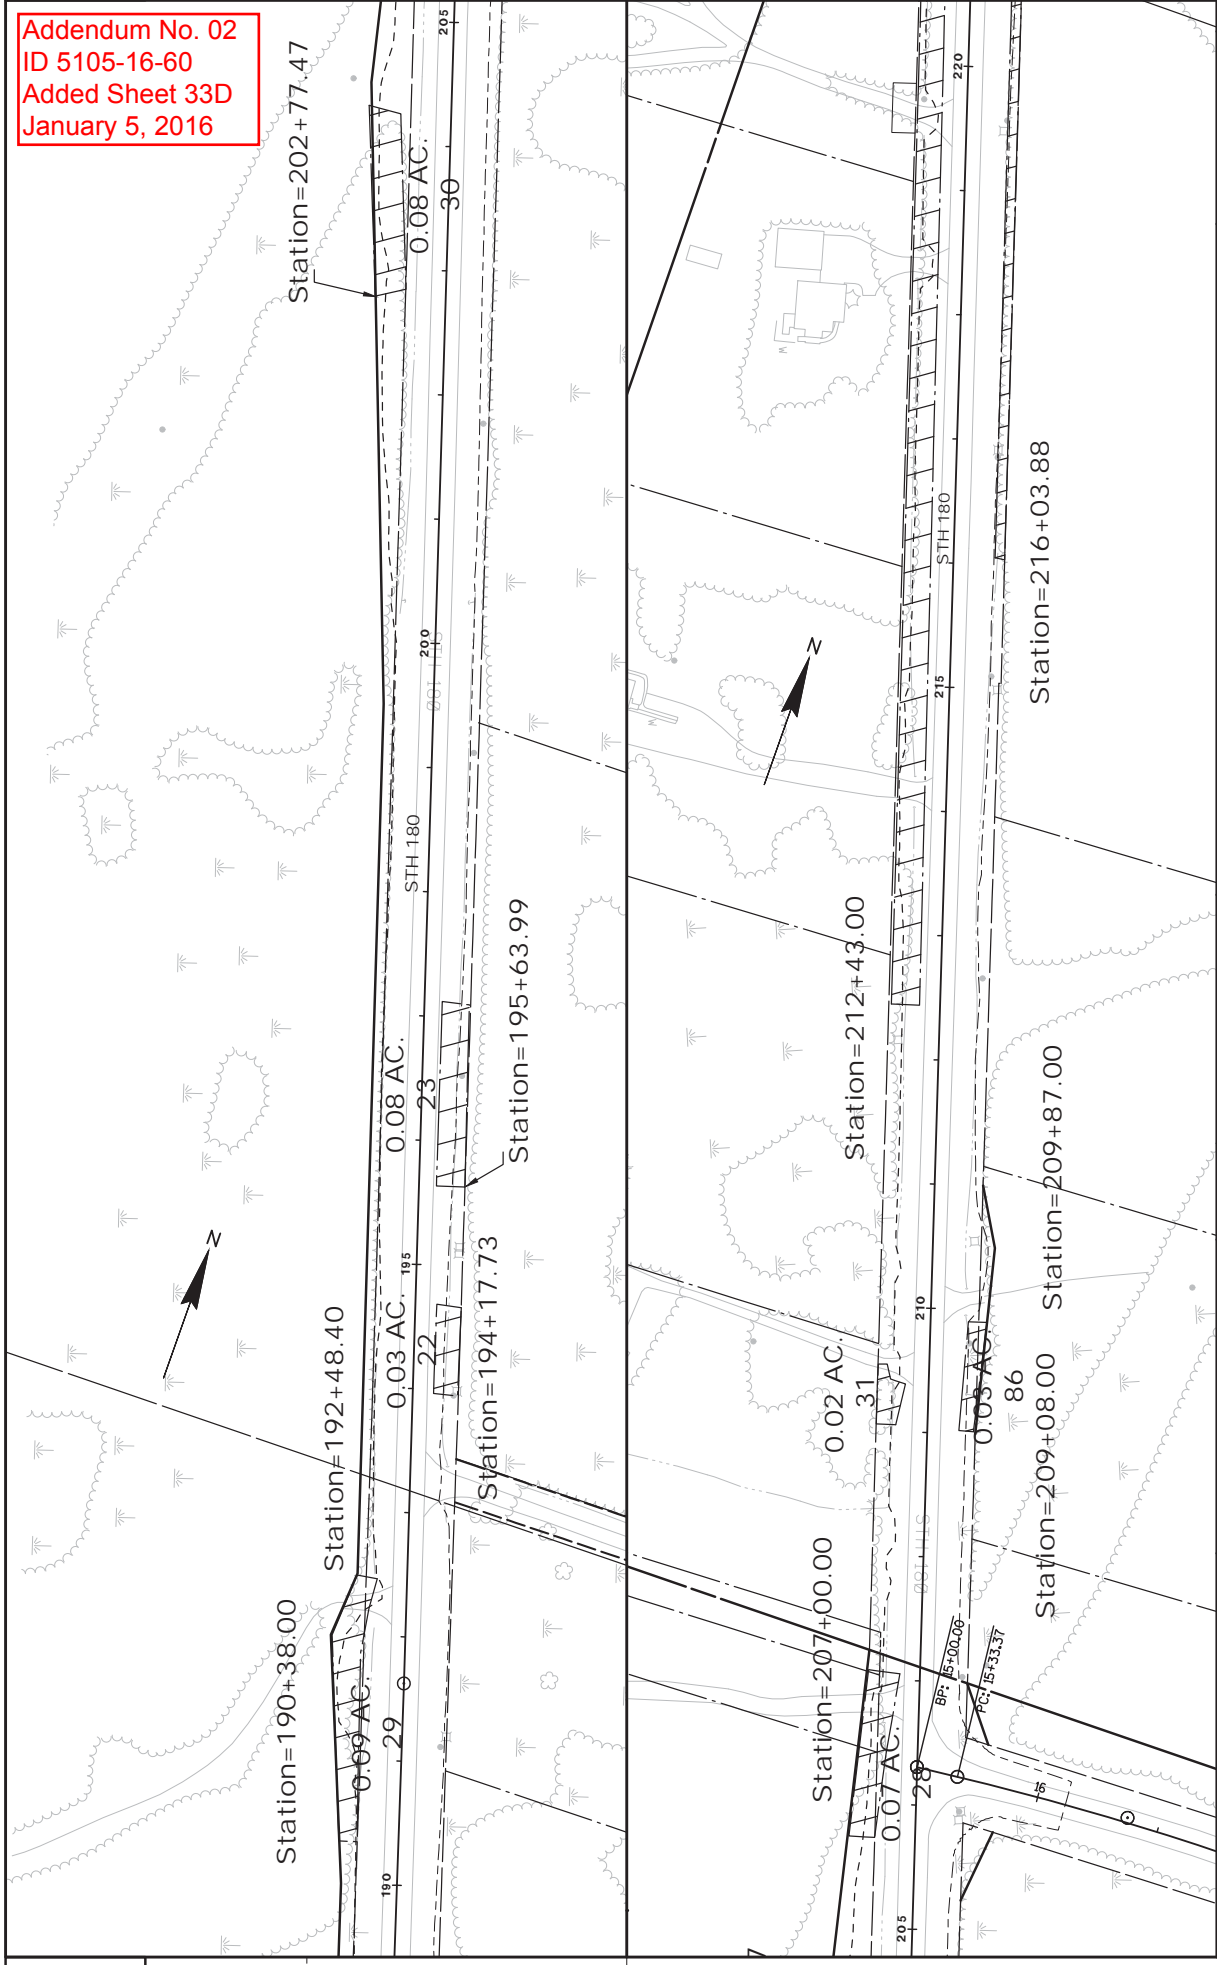 Addendum No. 02
ID 5105-16-60
Added Sheet 33D
January 5, 2016
Station=190+38.00
Station=192+48.40
0.09 AC.
29
0.03 AC.
22
Station=194+17.73
0.08 AC.
23
Station=195+63.99
STH 180
STH 180
Station=202+77.47
0.08 AC.
30
190
195
200
205
N
Station=207+00.00
0.07 AC.
28
BP: 15+00.00
PC: 15+33.37
16
0.02 AC.
31
Station=209+08.00
0.03 AC.
86
Station=209+87.00
Station=212+43.00
Station=216+03.88
STH 180
STH 180
205
210
215
220
N
W
W
7